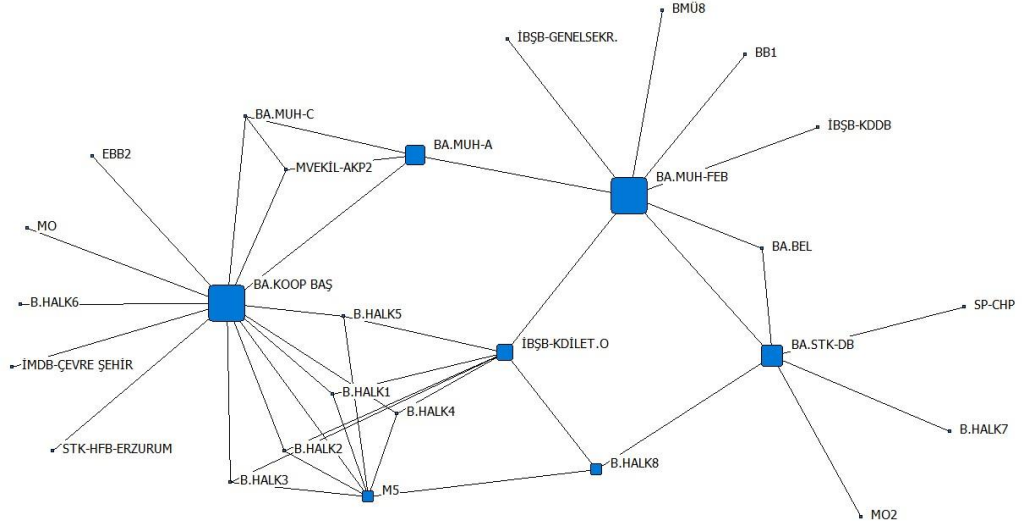 BMÜ8
İBŞB-GENELSEKR.
BB1
BA.MUH-C
İBŞB-KDDB
BA.MUH-A
EBB2
MVEKİL-AKP2
BA.MUH-FEB
MO
BA.BEL
BA.KOOP BAŞ
B.HALK6
SP-CHP
B.HALK5
İBŞB-KDİLET.O
BA.STK-DB
İMDB-ÇEVRE ŞEHİR
B.HALK1
B.HALK4
B.HALK7
STK-HFB-ERZURUM
B.HALK2
B.HALK8
B.HALK3
M5
MO2